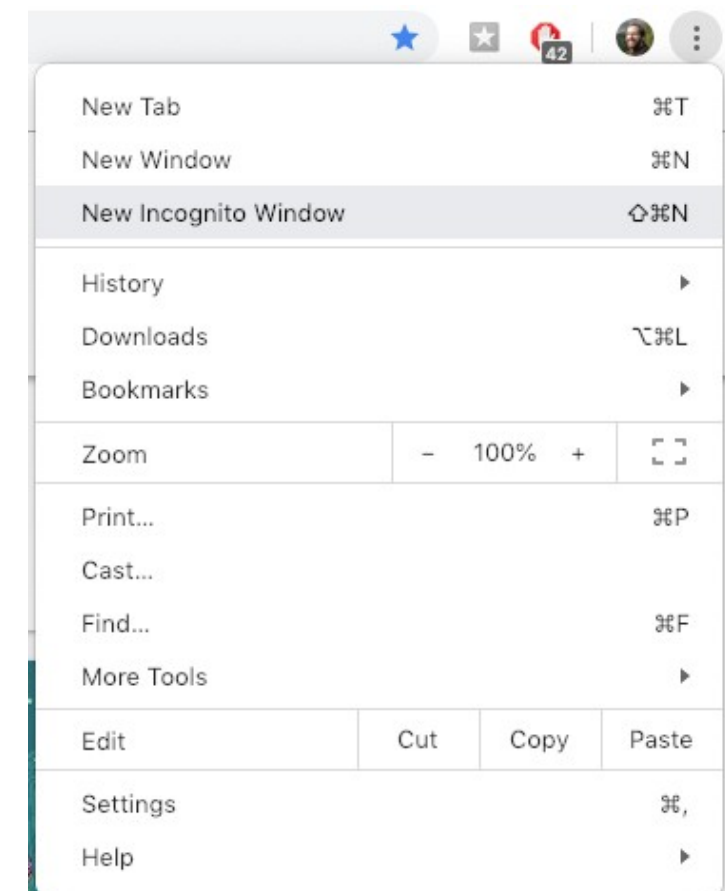 42
New Tab ⌘T
New Window ⌘N
New Incognito Window ⇧⌘N
History
Downloads ⌥⌘L
Bookmarks
Zoom - 100% +
Print... ⌘P
Cast...
Find... ⌘F
More Tools
Edit Cut Copy Paste
Settings ⌘,
Help